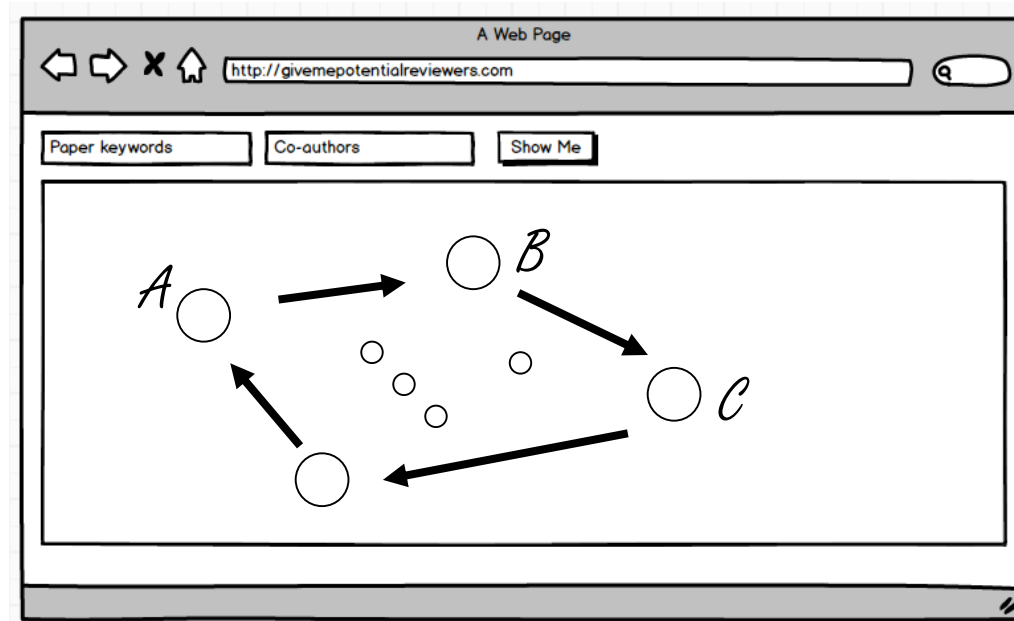 A Web Page
http://givemepotentialreviewers.com
Paper keywords
Co-authors
Show Me
A
B
C